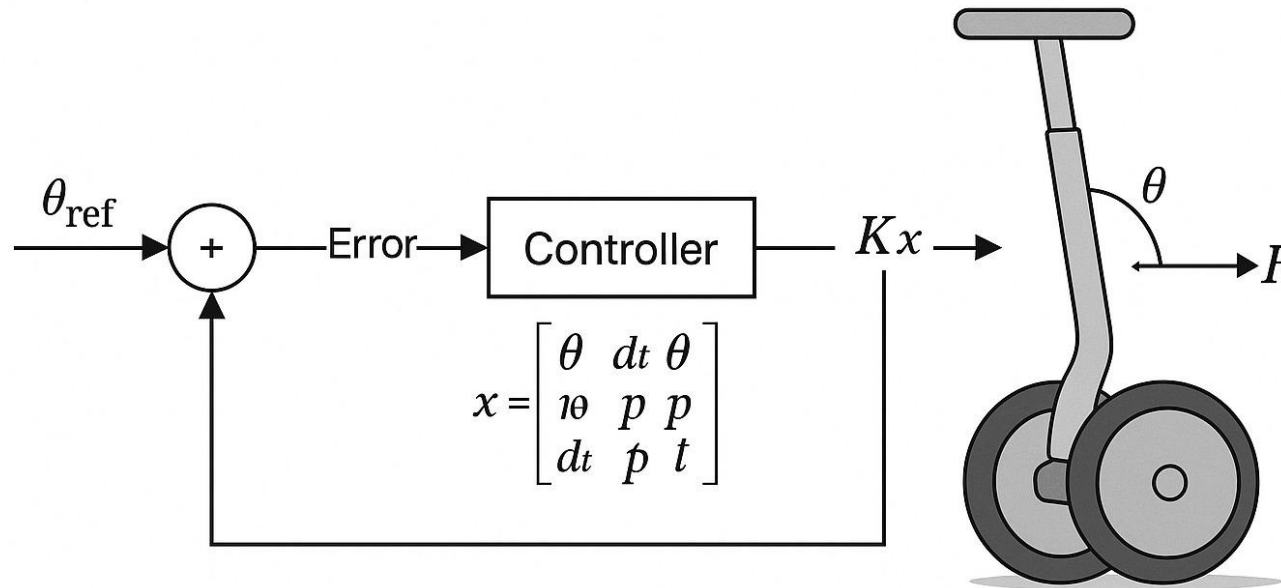 θref
+
Error
Controller
Kx
θ
x = [ θ dt θ
p p
dt p t ]